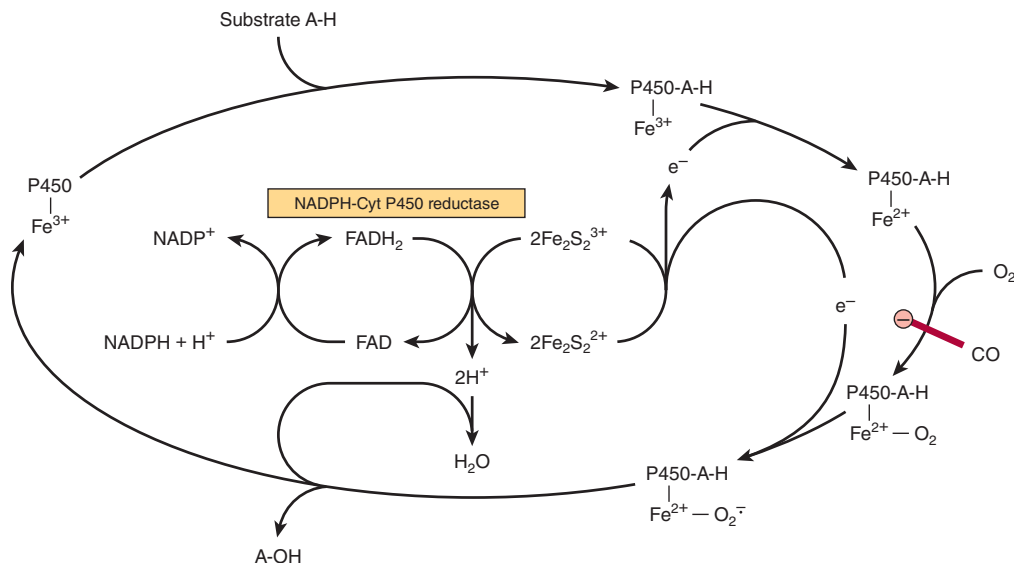 Substrate A-H
P450-A-H
Fe³⁺
e⁻
P450-A-H
Fe²⁺
P450
Fe³⁺
NADPH-Cyt P450 reductase
NADP⁺
FADH₂
2Fe₂S₂³⁺
O₂
e⁻
NADPH + H⁺
FAD
2Fe₂S₂²⁺
−
CO
2H⁺
P450-A-H
Fe²⁺ — O₂
H₂O
P450-A-H
Fe²⁺ — O₂⁻̇
A-OH